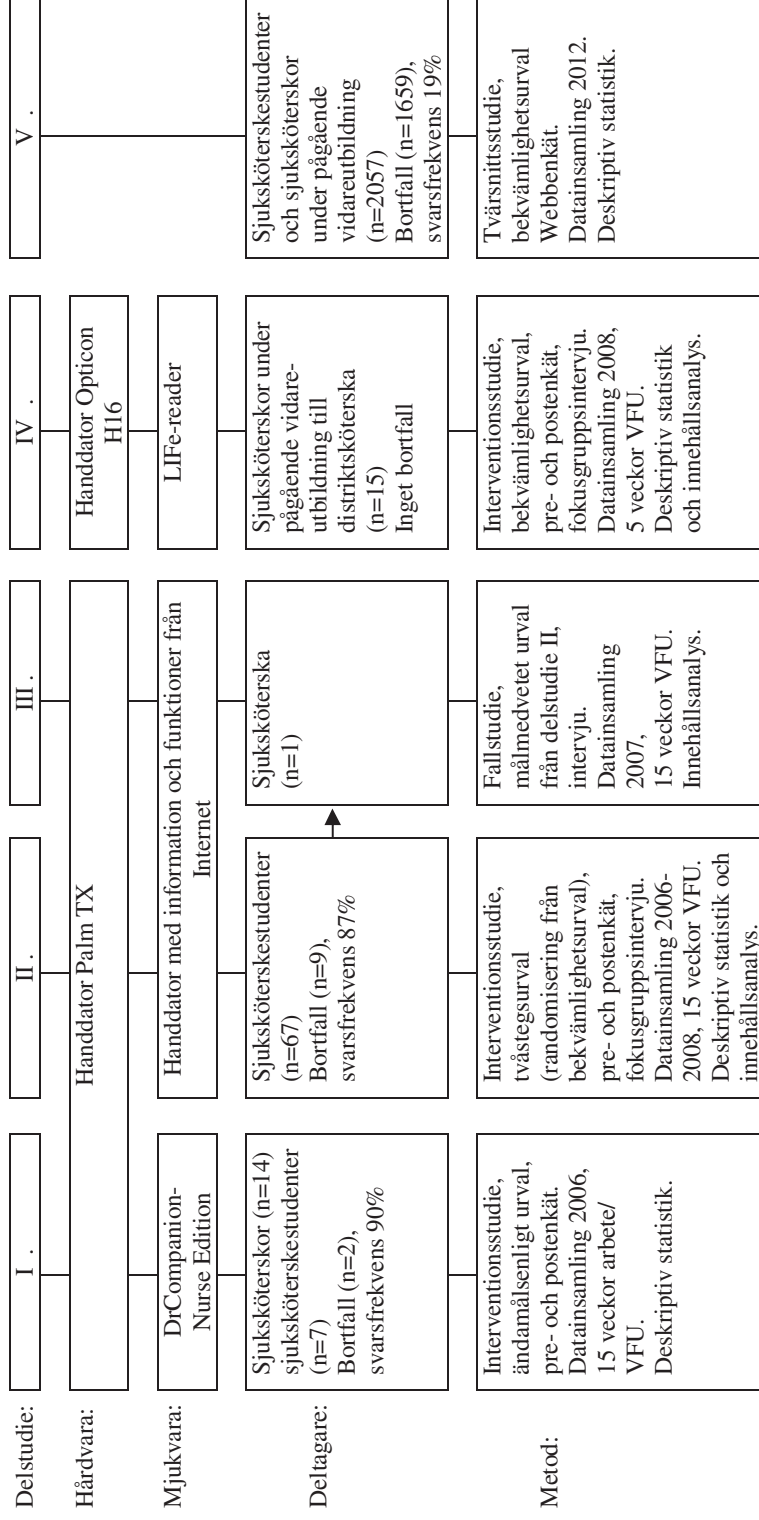 Delstudie:
I .
II .
III .
IV .
V .
Hårdvara:
Handdator Palm TX
Handdator Opticon
H16
Mjukvara:
DrCompanion-
Nurse Edition
Handdator med information och funktioner från
Internet
LIFe-reader
Deltagare:
Sjuksköterskor (n=14)
sjuksköterskestudenter
(n=7)
Bortfall (n=2),
svarsfrekvens 90%
Sjuksköterskestudenter
(n=67)
Bortfall (n=9),
svarsfrekvens 87%
Sjuksköterska
(n=1)
Sjuksköterskor under
pågående vidare-
utbildning till
distriktsköterska
(n=15)
Inget bortfall
Sjuksköterskestudenter
och sjuksköterskor
under pågående
vidareutbildning
(n=2057)
Bortfall (n=1659),
svarsfrekvens 19%
Metod:
Interventionsstudie,
ändamålsenligt urval,
pre- och postenkät.
Datainsamling 2006,
15 veckor arbete/
VFU.
Deskriptiv statistik.
Interventionsstudie,
tvåstegsurval
(randomisering från
bekvämlighetsurval),
pre- och postenkät,
fokusgruppsintervju.
Datainsamling 2006-
2008, 15 veckor VFU.
Deskriptiv statistik och
innehållsanalys.
Fallstudie,
målmedvetet urval
från delstudie II,
intervju.
Datainsamling
2007,
15 veckor VFU.
Innehållsanalys.
Interventionsstudie,
bekvämlighetsurval,
pre- och postenkät,
fokusgruppsintervju.
Datainsamling 2008,
5 veckor VFU.
Deskriptiv statistik
och innehållsanalys.
Tvärsnittsstudie,
bekvämlighetsurval
Webbenkät.
Datainsamling 2012.
Deskriptiv statistik.